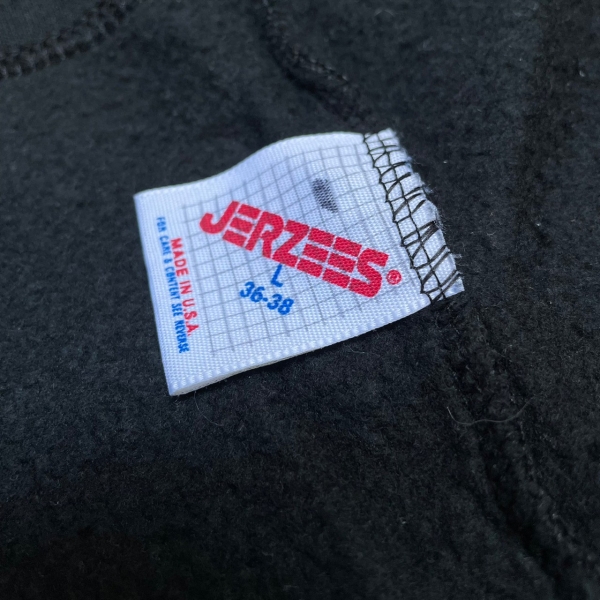 JERZEES®
L
36-38
MADE IN U.S.A.
FOR CARE & CONTENT SEE REVERSE